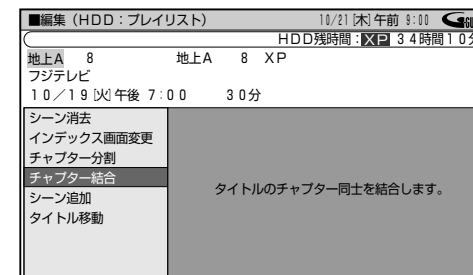 ■編集(HDD:プレイリスト) 10/21[木]午前 9:00
HDD残時間:XP 34時間10分
地上A 8 地上A 8 XP
フジテレビ
10/19[火]午後 7:00 30分
シーン消去
インデックス画面変更
チャプター分割
チャプター結合
シーン追加
タイトル移動
タイトルのチャプター同士を結合します。